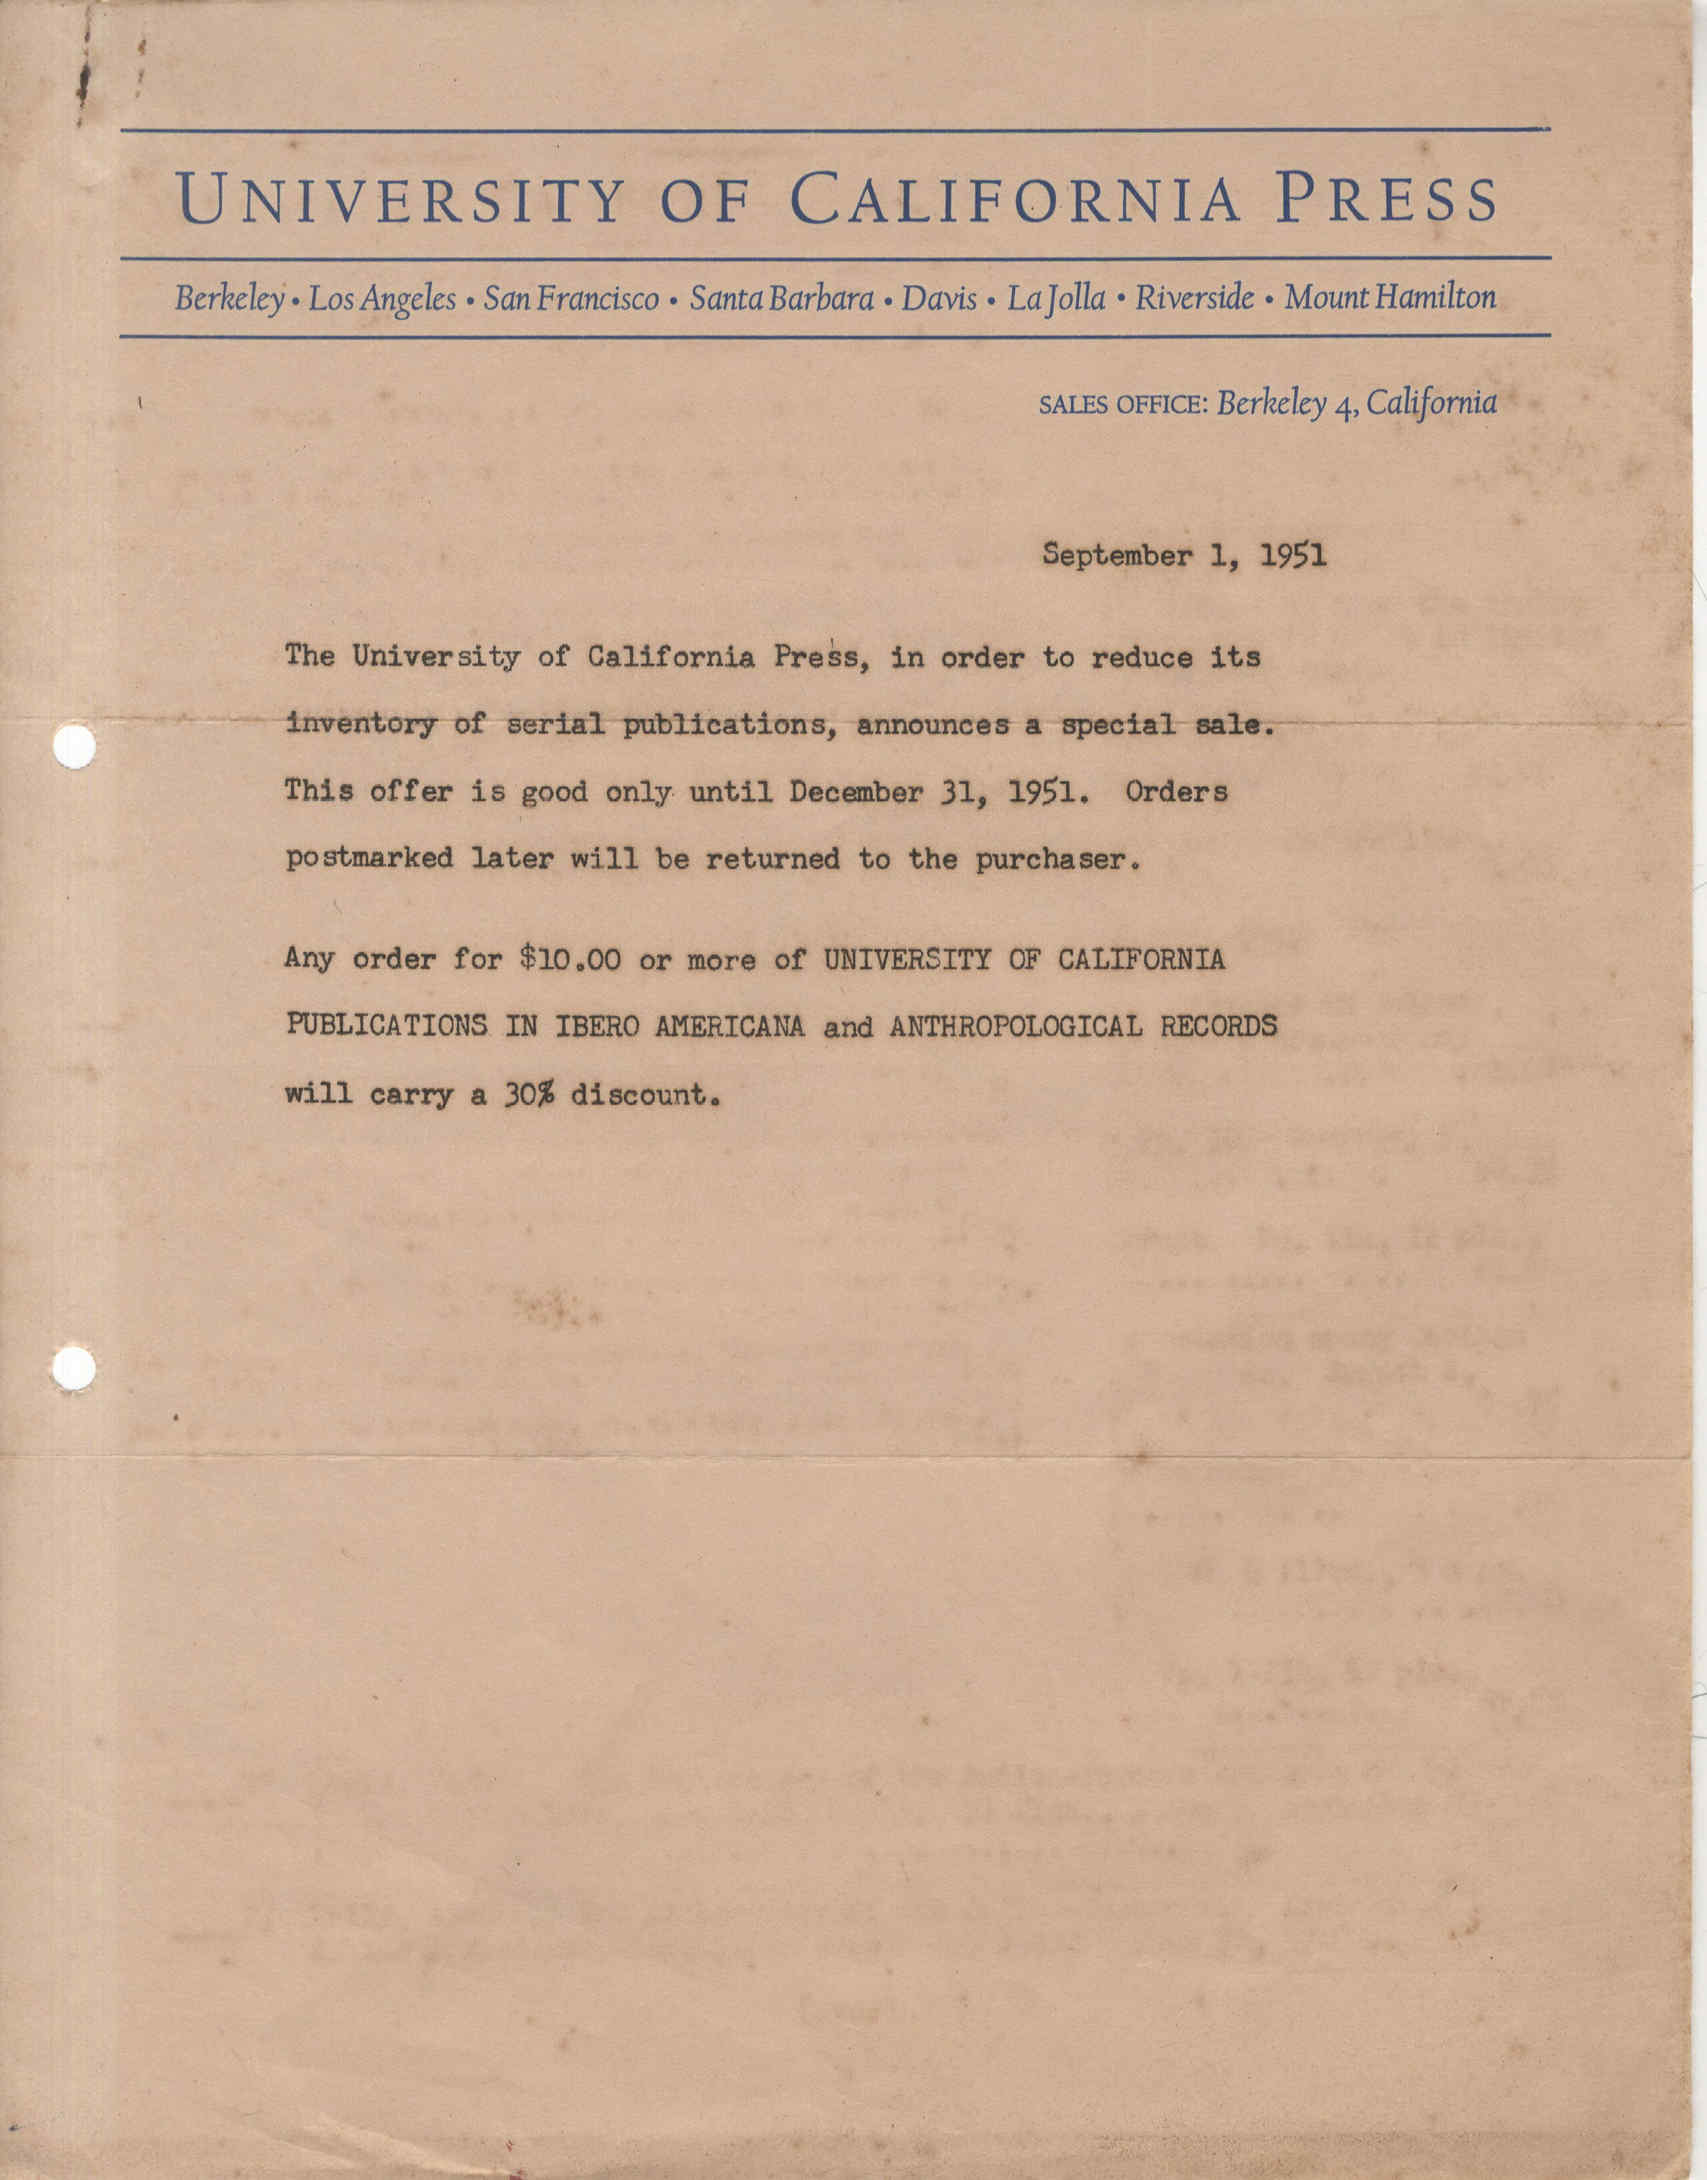 UNIVERSITY OF CALIFORNIA PRESS
Berkeley • Los Angeles • San Francisco • Santa Barbara • Davis • La Jolla • Riverside • Mount Hamilton
SALES OFFICE: Berkeley 4, California
September 1, 1951
The University of California Press, in order to reduce its
inventory of serial publications, announces a special sale.
This offer is good only until December 31, 1951. Orders
postmarked later will be returned to the purchaser.
Any order for $10.00 or more of UNIVERSITY OF CALIFORNIA
PUBLICATIONS IN IBERO AMERICANA and ANTHROPOLOGICAL RECORDS
will carry a 30% discount.